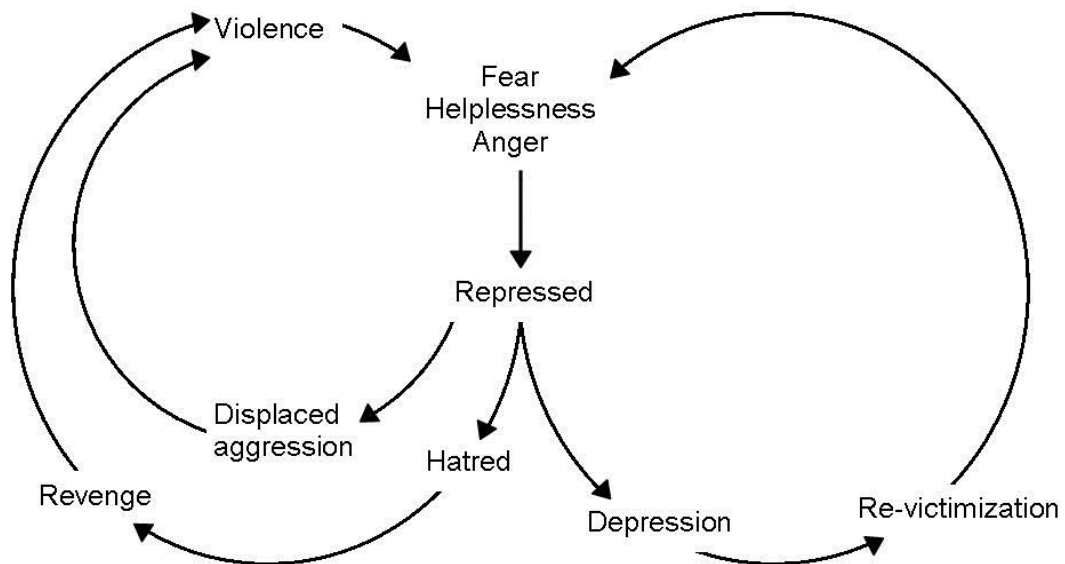 Violence
Fear
Helplessness
Anger
Repressed
Displaced
aggression
Hatred
Revenge
Depression
Re-victimization